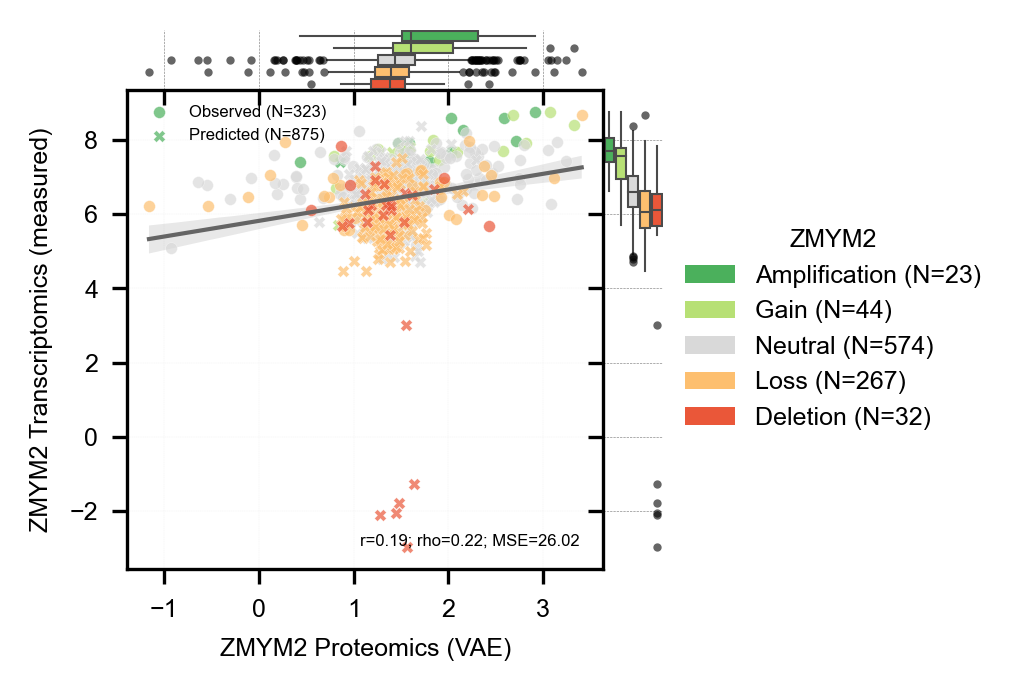 Observed (N=323)
Predicted (N=875)
8
6
4
2
0
−2
r=0.19; rho=0.22; MSE=26.02
−1
0
1
2
3
ZMYM2 Proteomics (VAE)
ZMYM2 Transcriptomics (measured)
ZMYM2
Amplification (N=23)
Gain (N=44)
Neutral (N=574)
Loss (N=267)
Deletion (N=32)